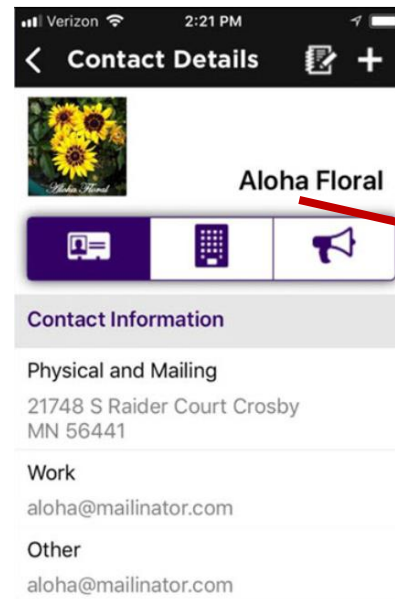 Verizon 2:21 PM
Contact Details
Aloha Floral
Aloha Floral
Contact Information
Physical and Mailing
21748 S Raider Court Crosby
MN 56441
Work
aloha@mailinator.com
Other
aloha@mailinator.com